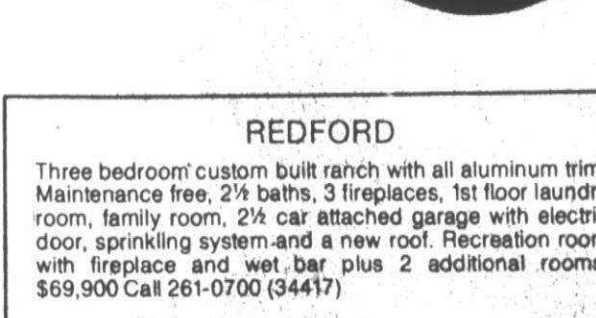 REDFORD
Three bedroom custom built ranch with all aluminum trim
Maintenance free, 2½ baths, 3 fireplaces, 1st floor laundr
room, family room, 2½ car attached garage with electri
door, sprinkling system and a new roof. Recreation roor
with fireplace and wet bar plus 2 additional rooms
$69,900 Call 261-0700 (34417)